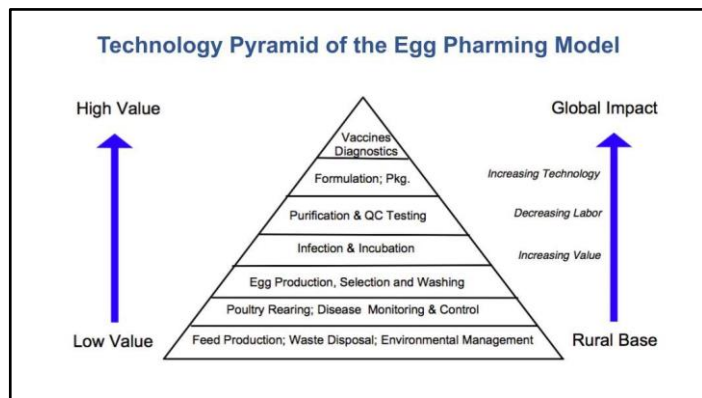 Technology Pyramid of the Egg Pharming Model
High Value
Global Impact
Vaccines
Diagnostics
Formulation; Pkg.
Increasing Technology
Purification & QC Testing
Decreasing Labor
Infection & Incubation
Increasing Value
Egg Production, Selection and Washing
Poultry Rearing; Disease Monitoring & Control
Low Value
Feed Production; Waste Disposal; Environmental Management
Rural Base